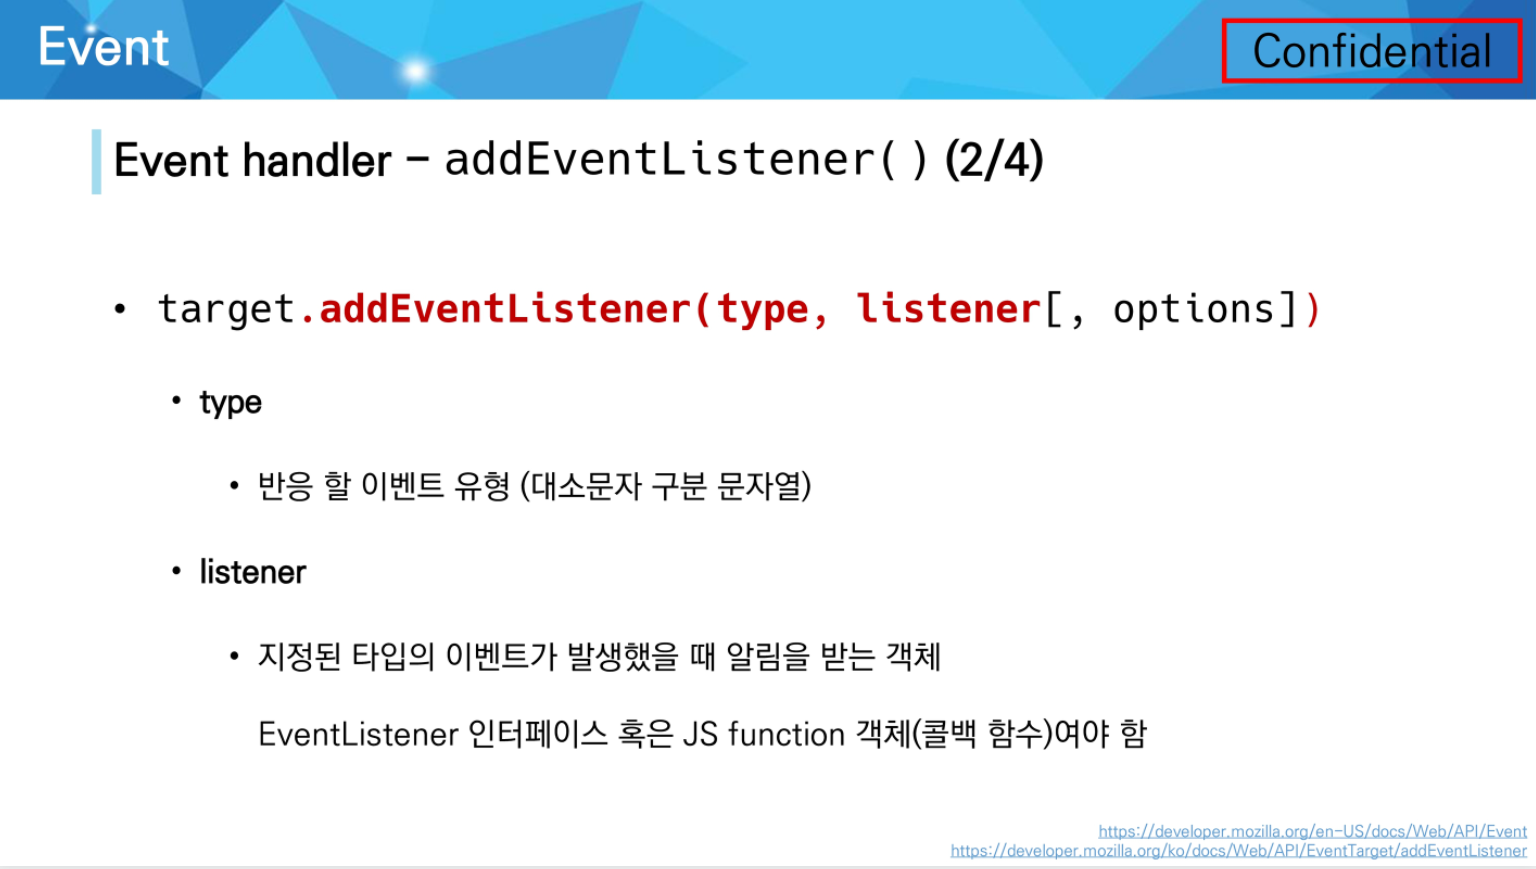 Event
Confidential
Event handler – addEventListener() (2/4)
• target.addEventListener(type, listener[, options])
• type
• 반응 할 이벤트 유형 (대소문자 구분 문자열)
• listener
• 지정된 타입의 이벤트가 발생했을 때 알림을 받는 객체
EventListener 인터페이스 혹은 JS function 객체(콜백 함수)여야 함
https://developer.mozilla.org/en-US/docs/Web/API/Event
https://developer.mozilla.org/ko/docs/Web/API/EventTarget/addEventListener